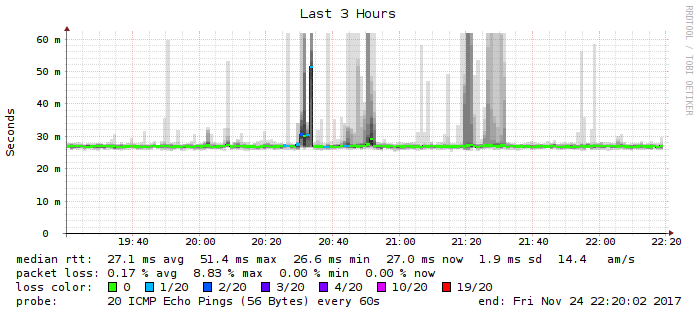 Last 3 Hours
RRDTOOL / TOBI OETIKER
Seconds
60 m
50 m
40 m
30 m
20 m
10 m
0
19:40 20:00 20:20 20:40 21:00 21:20 21:40 22:00 22:20
median rtt: 27.1 ms avg 51.4 ms max 26.6 ms min 27.0 ms now 1.9 ms sd 14.4 am/s
packet loss: 0.17 % avg 8.83 % max 0.00 % min 0.00 % now
loss color: 0 1/20 2/20 3/20 4/20 10/20 19/20
probe: 20 ICMP Echo Pings (56 Bytes) every 60s end: Fri Nov 24 22:20:02 2017